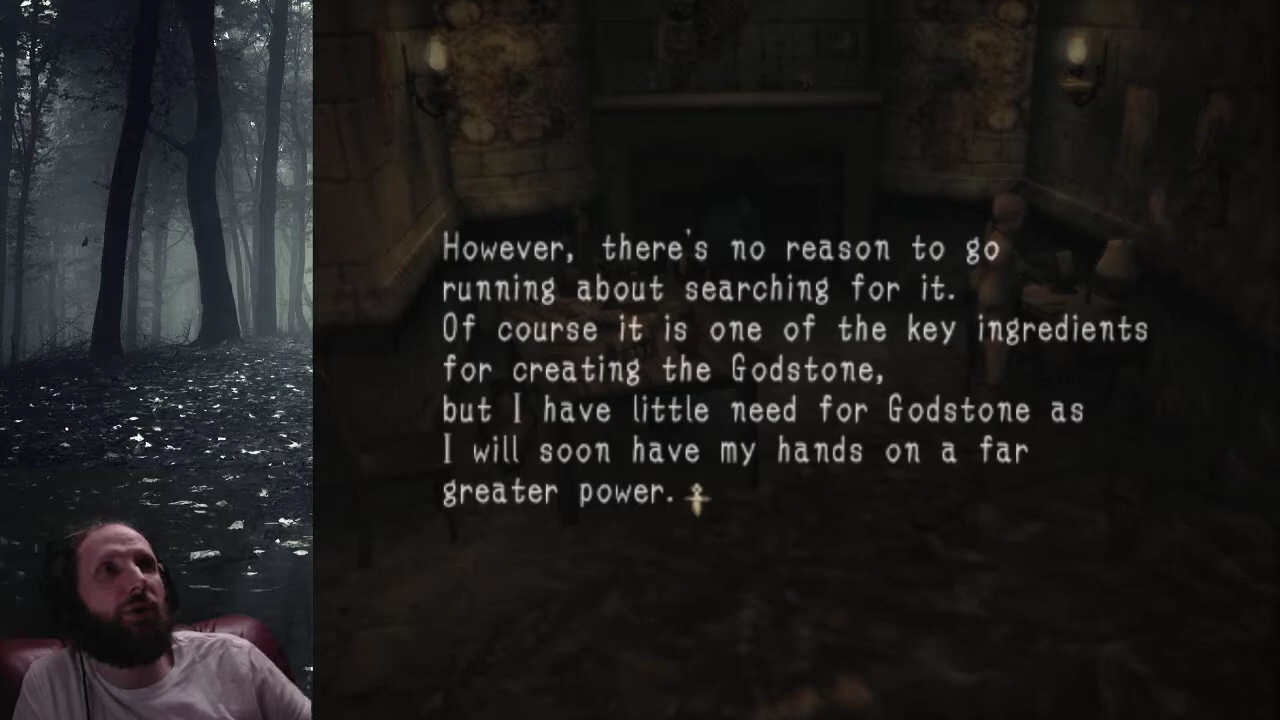 However, there's no reason to go
running about searching for it.
Of course it is one of the key ingredients
for creating the Godstone,
but I have little need for Godstone as
I will soon have my hands on a far
greater power.